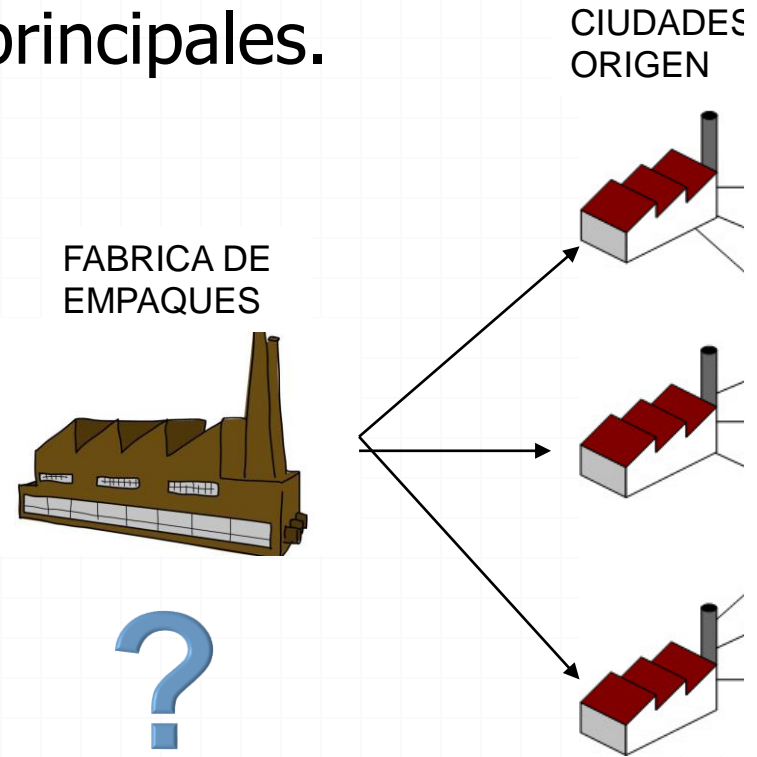 principales.
CIUDADES
ORIGEN
FABRICA DE
EMPAQUES
?